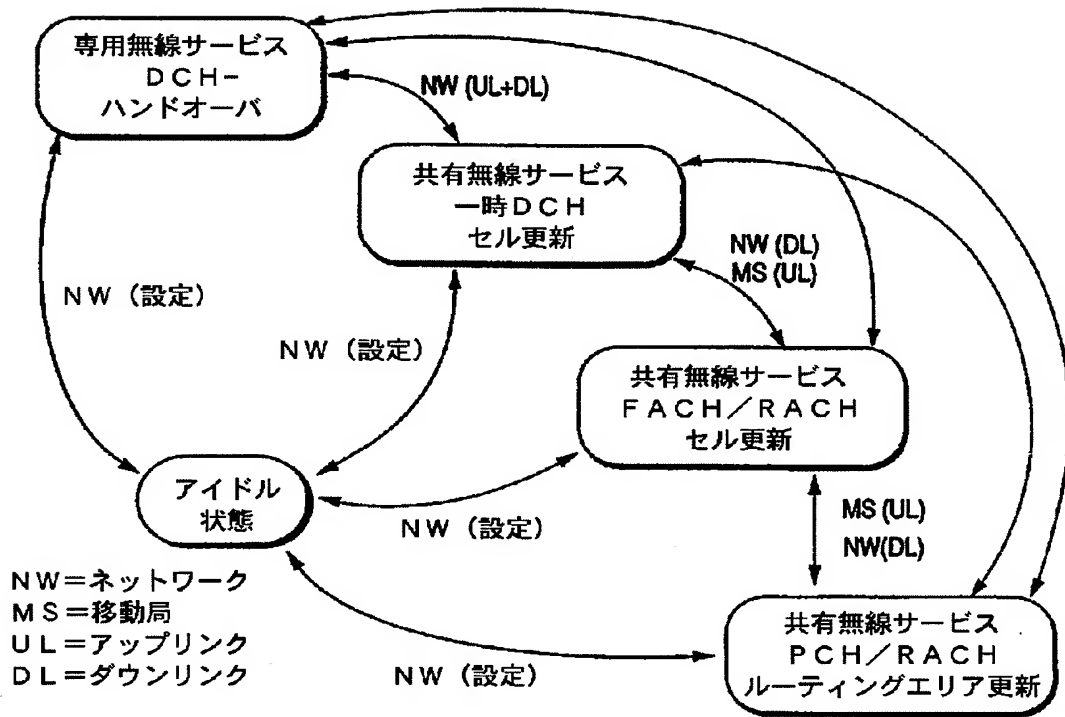 専用無線サービス
DCH-
ハンドオーバ
NW (UL+DL)
共有無線サービス
一時DCH
セル更新
NW (DL)
MS (UL)
NW（設定）
NW（設定）
共有無線サービス
FACH／RACH
セル更新
アイドル
状態
NW（設定）
MS (UL)
NW(DL)
NW＝ネットワーク
MS＝移動局
UL＝アップリンク
DL＝ダウンリンク
NW（設定）
共有無線サービス
PCH／RACH
ルーティングエリア更新